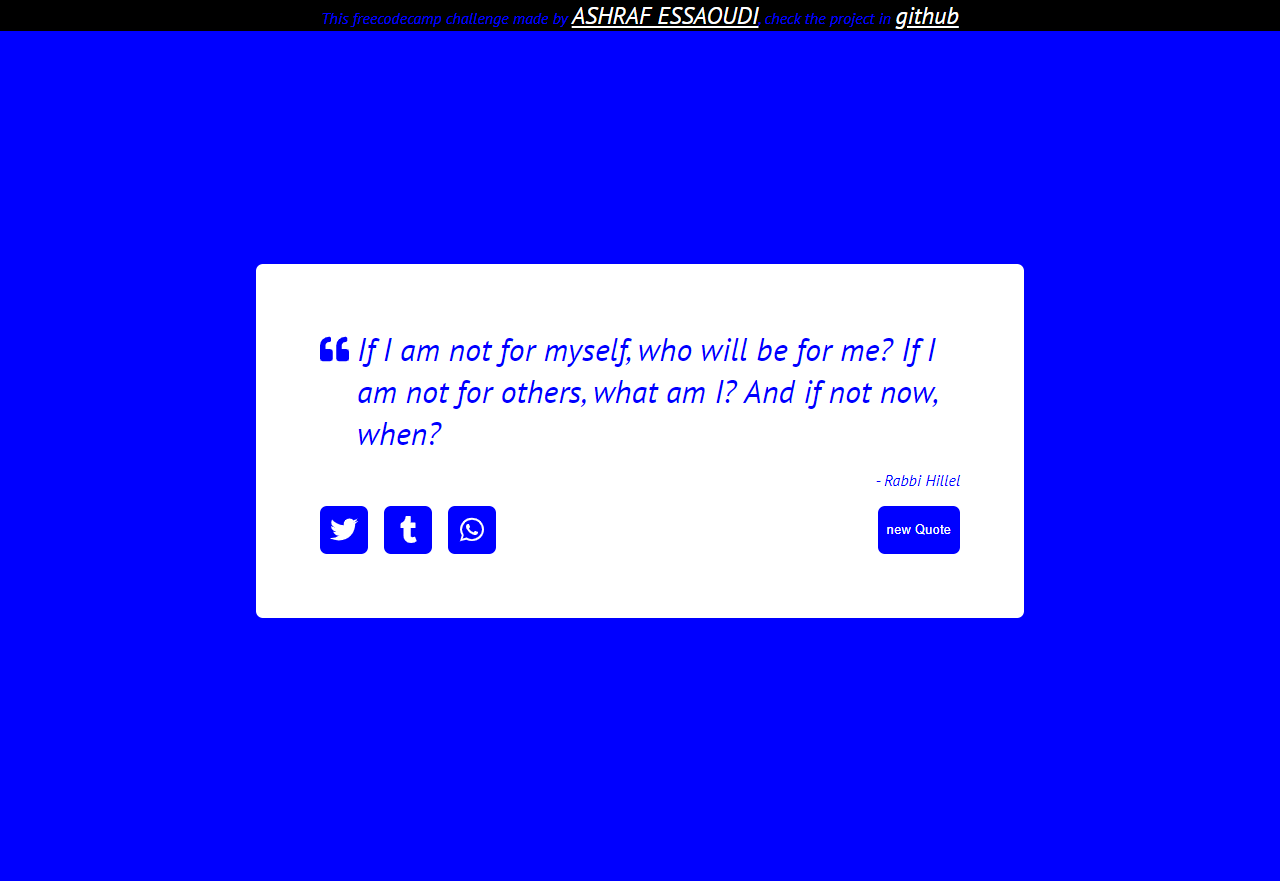 This freecodecamp challenge made by ASHRAF ESSAOUDI, check the project in github
If I am not for myself, who will be for me? If I
am not for others, what am I? And if not now,
when?
- Rabbi Hillel
new Quote